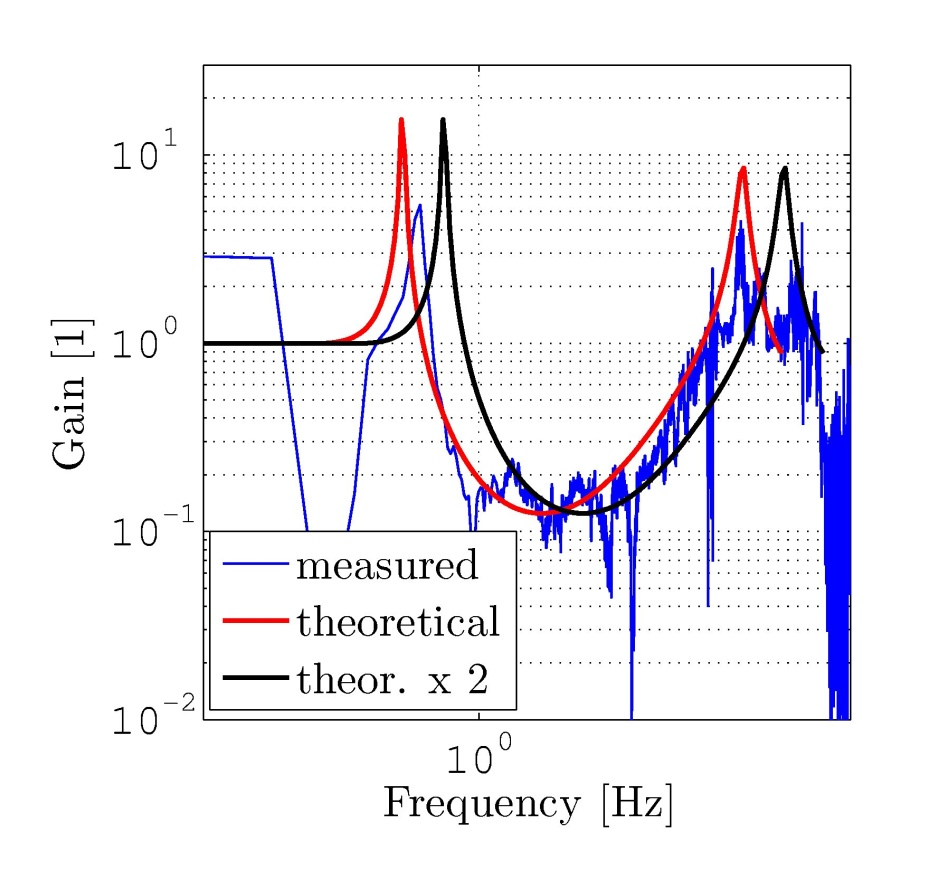 10^1
10^0
10^-1
10^-2
Gain [1]
measured
theoretical
theor. x 2
10^0
Frequency [Hz]